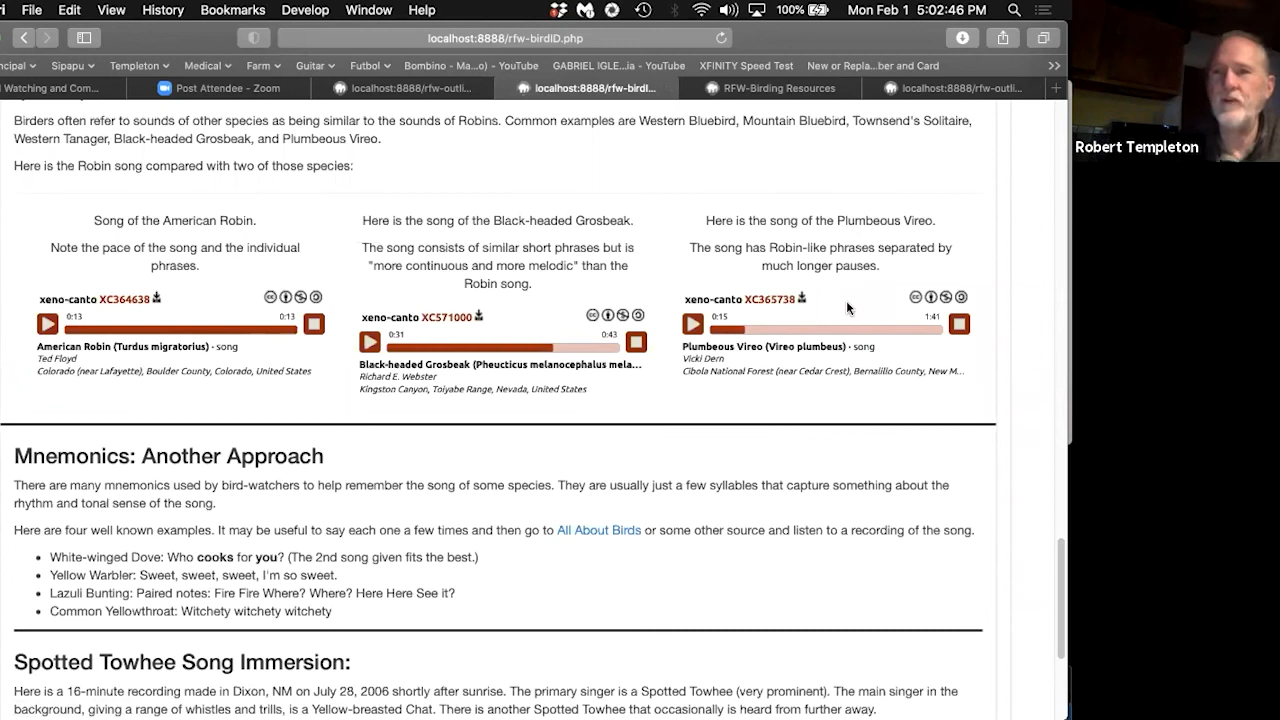 File Edit View History Bookmarks Develop Window Help 100% Mon Feb 1 5:02:46 PM
localhost:8888/rfw-birdID.php
Sipapu Templeton Medical Farm Guitar Futbol Bombino - Ma...o) - YouTube GABRIEL IGLE...ia - YouTube XFINITY Speed Test New or Repla...ber and Card
Watching and Com... Post Attendee - Zoom localhost:8888/rfw-outli... localhost:8888/rfw-birdI... RFW-Birding Resources localhost:8888/rfw-outli...
Robert Templeton
Birders often refer to sounds of other species as being similar to the sounds of Robins. Common examples are Western Bluebird, Mountain Bluebird, Townsend's Solitaire,
Western Tanager, Black-headed Grosbeak, and Plumbeous Vireo.
Here is the Robin song compared with two of those species:
Song of the American Robin.
Note the pace of the song and the individual
phrases.
xeno-canto XC364638
0:13 0:13
American Robin (Turdus migratorius) · song
Ted Floyd
Colorado (near Lafayette), Boulder County, Colorado, United States
Here is the song of the Black-headed Grosbeak.
The song consists of similar short phrases but is
"more continuous and more melodic" than the
Robin song.
xeno-canto XC571000
0:31 0:43
Black-headed Grosbeak (Pheucticus melanocephalus mela...
Richard E. Webster
Kingston Canyon, Toiyabe Range, Nevada, United States
Here is the song of the Plumbeous Vireo.
The song has Robin-like phrases separated by
much longer pauses.
xeno-canto XC365738
0:15 1:41
Plumbeous Vireo (Vireo plumbeus) · song
Vicki Dern
Cibola National Forest (near Cedar Crest), Bernalillo County, New M...
Mnemonics: Another Approach
There are many mnemonics used by bird-watchers to help remember the song of some species. They are usually just a few syllables that capture something about the
rhythm and tonal sense of the song.
Here are four well known examples. It may be useful to say each one a few times and then go to All About Birds or some other source and listen to a recording of the song.
• White-winged Dove: Who cooks for you? (The 2nd song given fits the best.)
• Yellow Warbler: Sweet, sweet, sweet, I'm so sweet.
• Lazuli Bunting: Paired notes: Fire Fire Where? Where? Here Here See it?
• Common Yellowthroat: Witchety witchety witchety
Spotted Towhee Song Immersion:
Here is a 16-minute recording made in Dixon, NM on July 28, 2006 shortly after sunrise. The primary singer is a Spotted Towhee (very prominent). The main singer in the
background, giving a range of whistles and trills, is a Yellow-breasted Chat. There is another Spotted Towhee that occasionally is heard from further away.